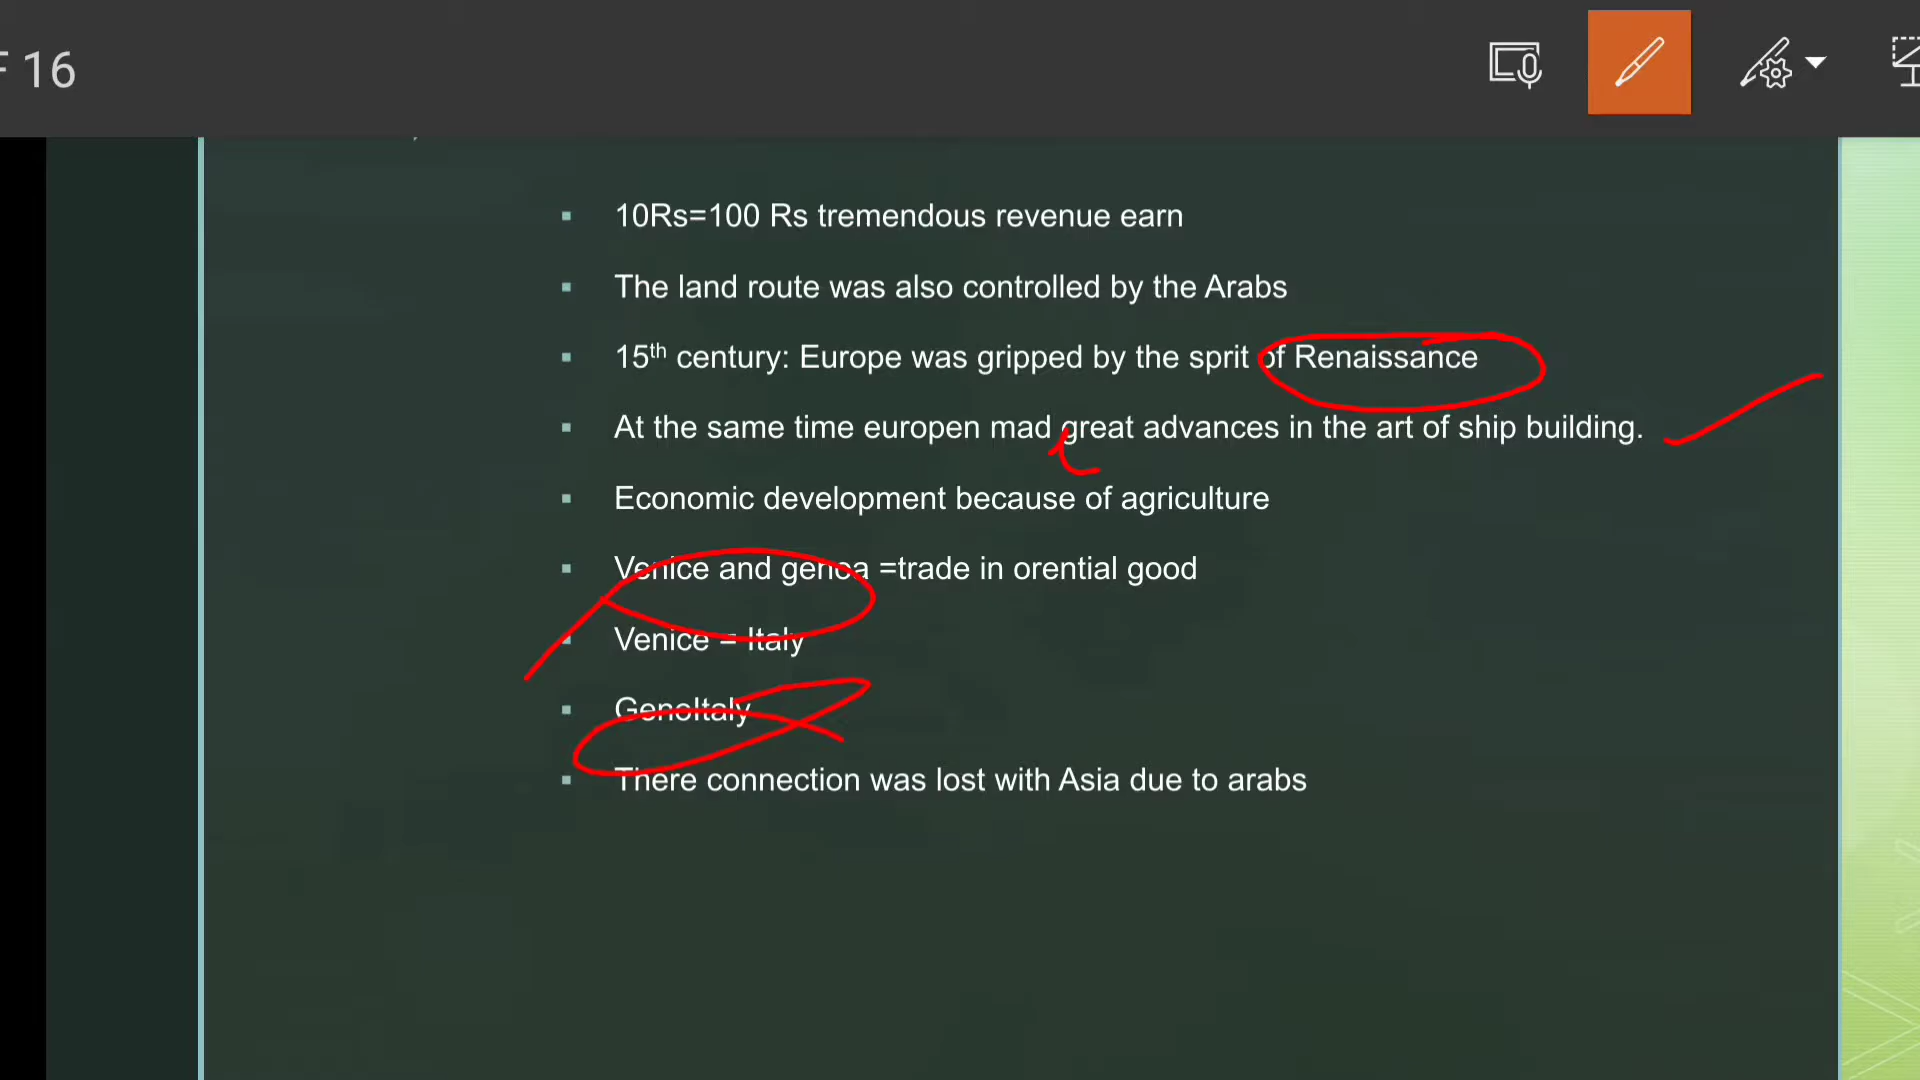 F 16
10Rs=100 Rs tremendous revenue earn
The land route was also controlled by the Arabs
15th century: Europe was gripped by the sprit of Renaissance
At the same time europen mad great advances in the art of ship building.
Economic development because of agriculture
Venice and genoa =trade in orential good
Venice = Italy
GenoItaly
There connection was lost with Asia due to arabs